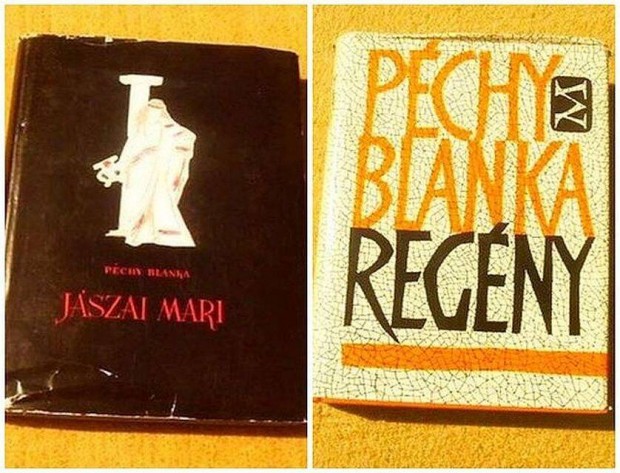 PÉCHY BLANKA
JÁSZAI MARI
PÉCHY
M
BLANKA
REGÉNY